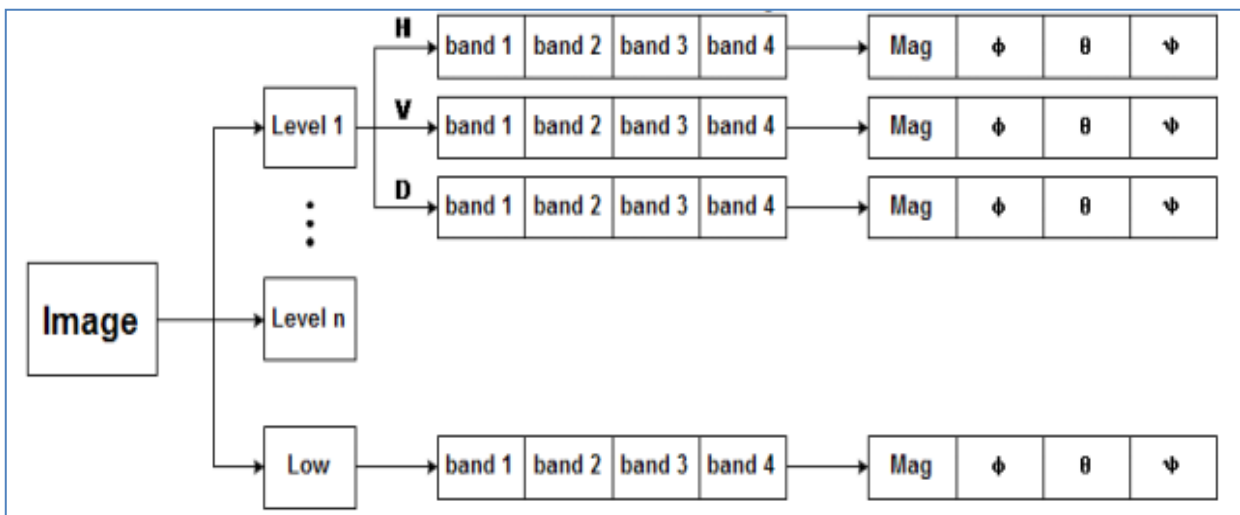 H
band 1 band 2 band 3 band 4 Mag ϕ θ ψ
Level 1
V
band 1 band 2 band 3 band 4 Mag ϕ θ ψ
D
band 1 band 2 band 3 band 4 Mag ϕ θ ψ
Image
Level n
Low
band 1 band 2 band 3 band 4 Mag ϕ θ ψ